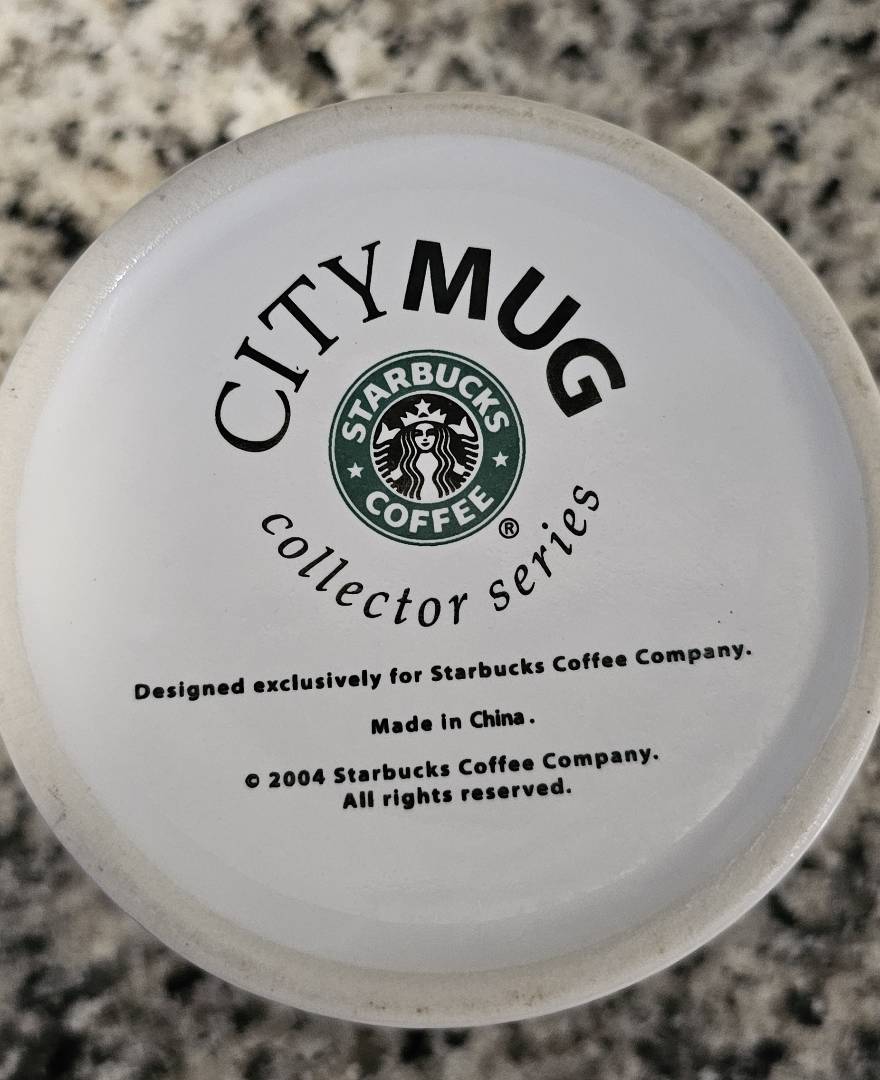 CITYMUG
STARBUCKS
COFFEE
®
collector series
Designed exclusively for Starbucks Coffee Company.
Made in China.
© 2004 Starbucks Coffee Company.
All rights reserved.